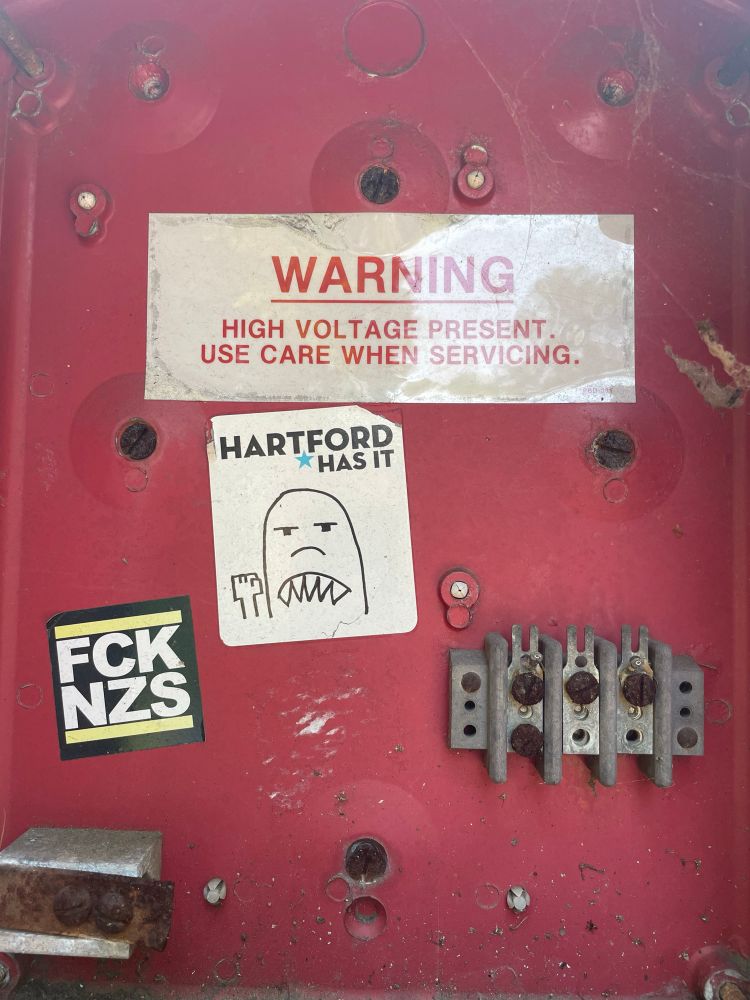 WARNING
HIGH VOLTAGE PRESENT.
USE CARE WHEN SERVICING.
HARTFORD
HAS IT
FCK
NZS